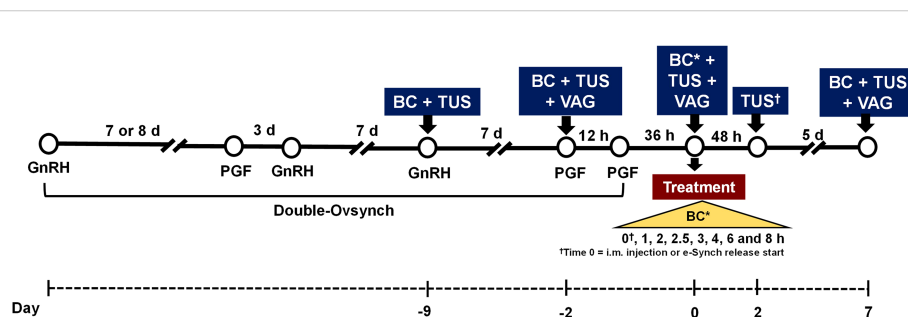 BC* +
TUS +
VAG
BC + TUS
+ VAG
BC + TUS
+ VAG
BC + TUS
TUS†
7 or 8 d
3 d
7 d
7 d
12 h
36 h
48 h
5 d
GnRH
PGF
GnRH
GnRH
PGF
PGF
Treatment
Double-Ovsynch
BC*
0†, 1, 2, 2.5, 3, 4, 6 and 8 h
†Time 0 = i.m. injection or e-Synch release start
Day
-9
-2
0
2
7